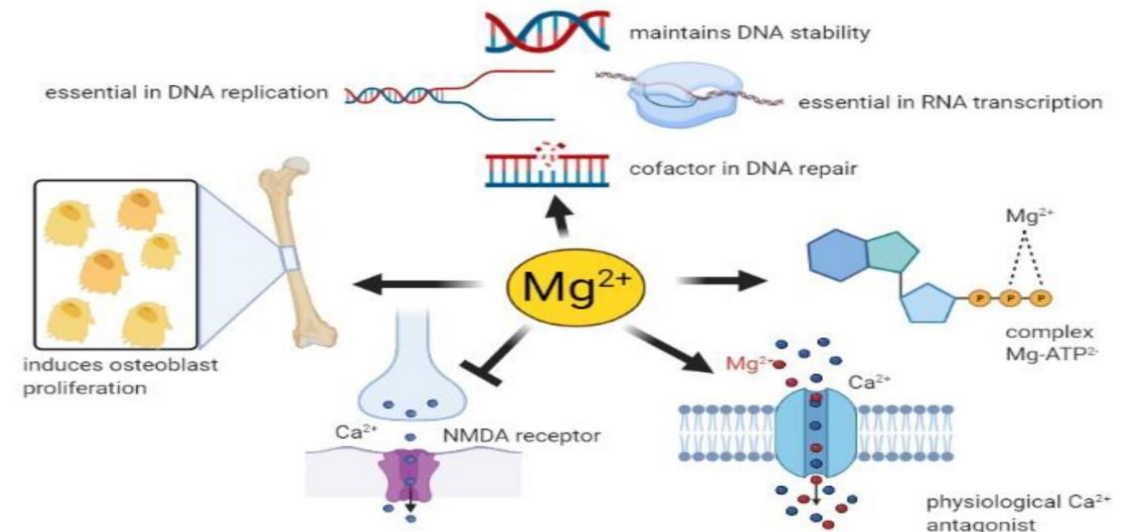 maintains DNA stability
essential in DNA replication
essential in RNA transcription
cofactor in DNA repair
Mg²⁺
Mg²⁺
P P P
complex
Mg-ATP²⁻
induces osteoblast
proliferation
Ca²⁺
NMDA receptor
Mg²⁺
Ca²⁺
physiological Ca²⁺
antagonist